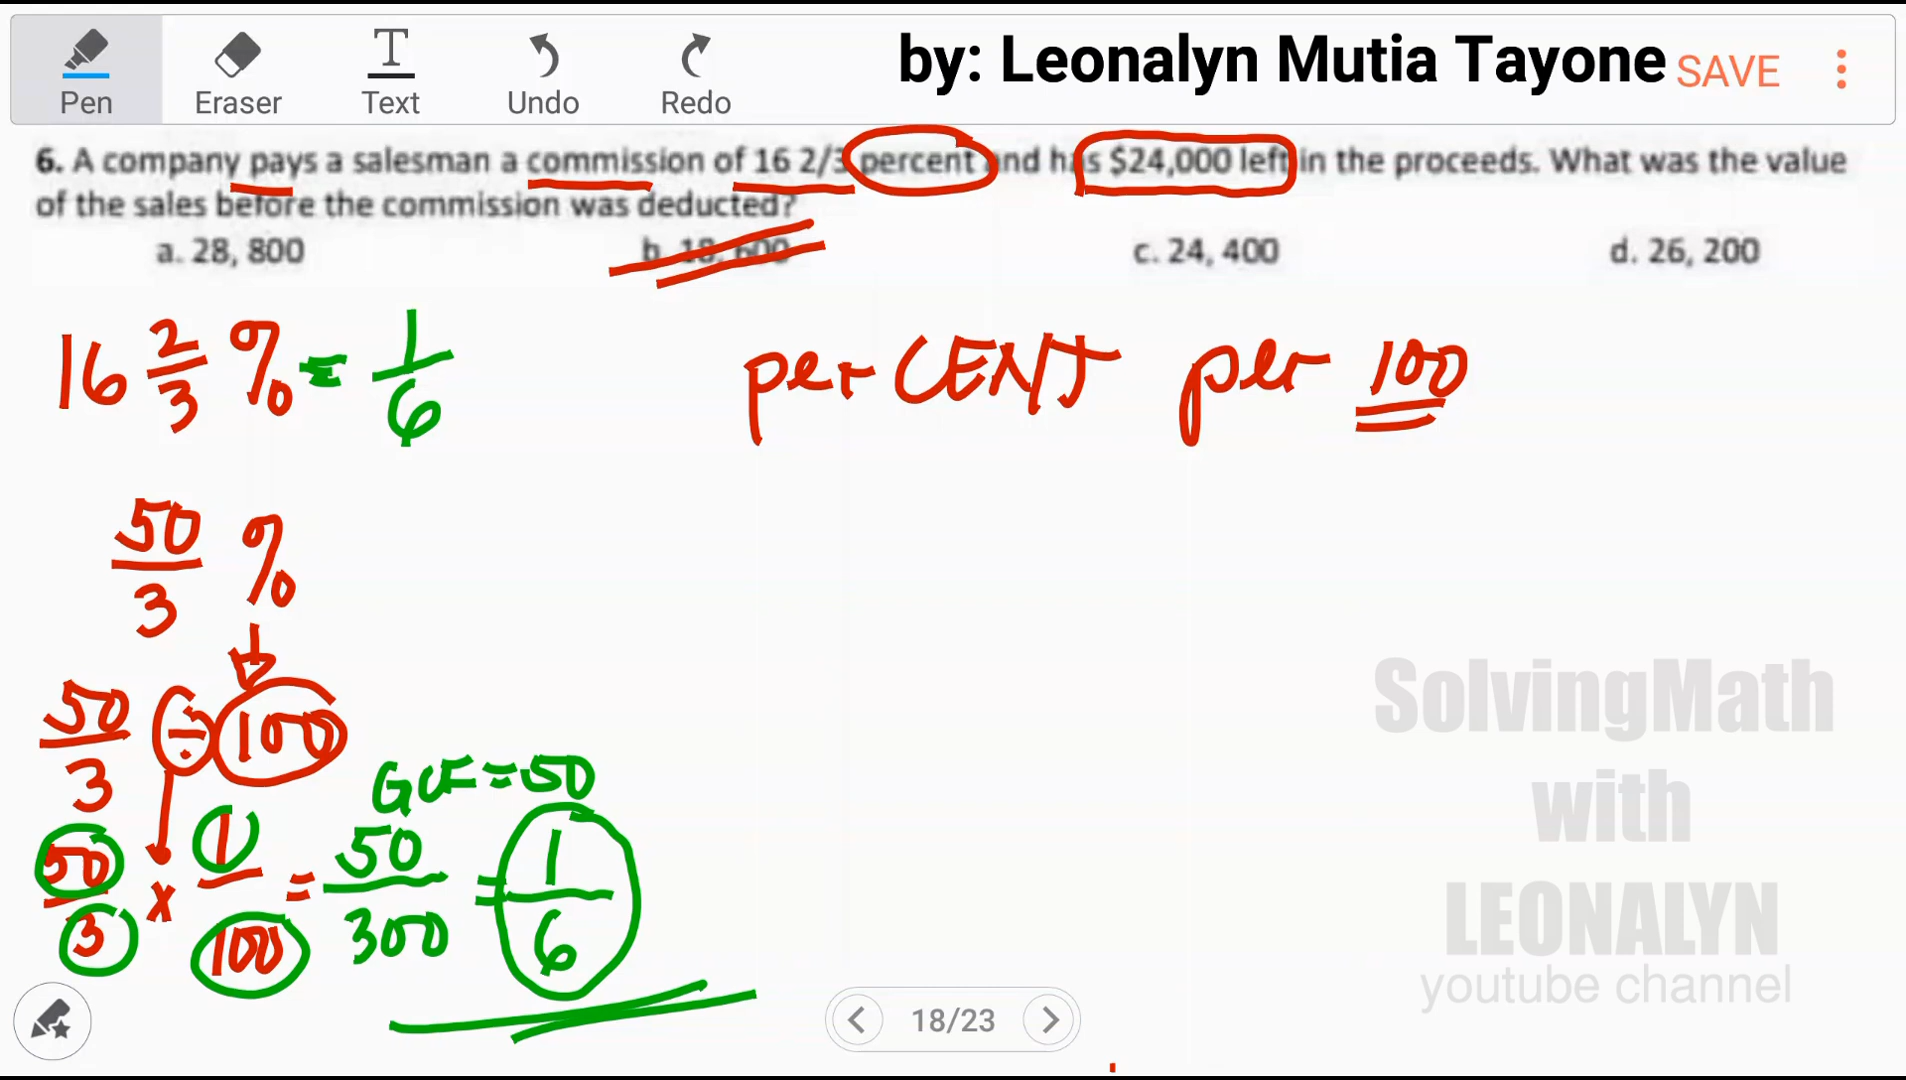 by: Leonalyn Mutia Tayone
SAVE
Pen
Eraser
Text
Undo
Redo
6. A company pays a salesman a commission of 16 2/3 percent and has $24,000 left in the proceeds. What was the value
of the sales before the commission was deducted?
a. 28, 800
b. 18, 600
c. 24, 400
d. 26, 200
16 2/3 % = 1/6
perCENT per 100
50/3 %
50/3 ÷ 100
GCF = 50
50/3 x 1/100 = 50/300 = 1/6
SolvingMath
with
LEONALYN
youtube channel
18/23